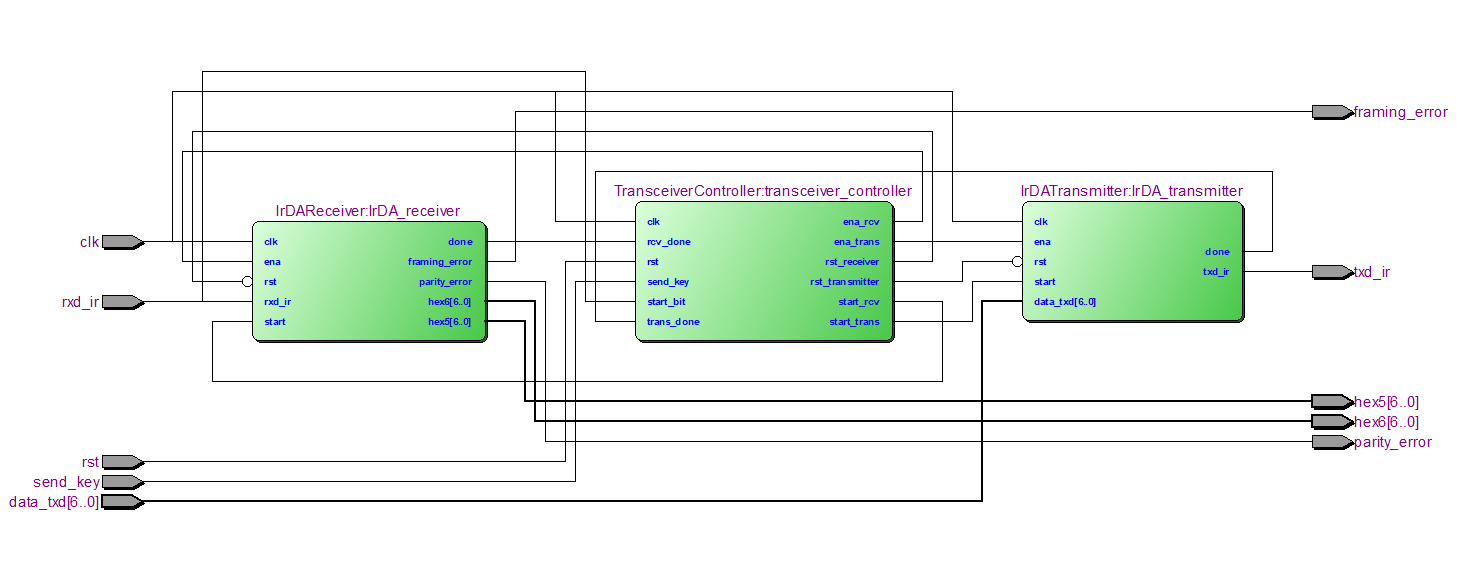 framing_error
TransceiverController:transceiver_controller
IrDATransmitter:IrDA_transmitter
IrDAReceiver:IrDA_receiver
clk
rxd_ir
clk
ena
rst
rxd_ir
start
done
framing_error
parity_error
hex6[6..0]
hex5[6..0]
clk
rcv_done
rst
send_key
start_bit
trans_done
ena_rcv
ena_trans
rst_receiver
rst_transmitter
start_rcv
start_trans
clk
ena
rst
start
data_txd[6..0]
done
txd_ir
txd_ir
hex5[6..0]
hex6[6..0]
parity_error
rst
send_key
data_txd[6..0]